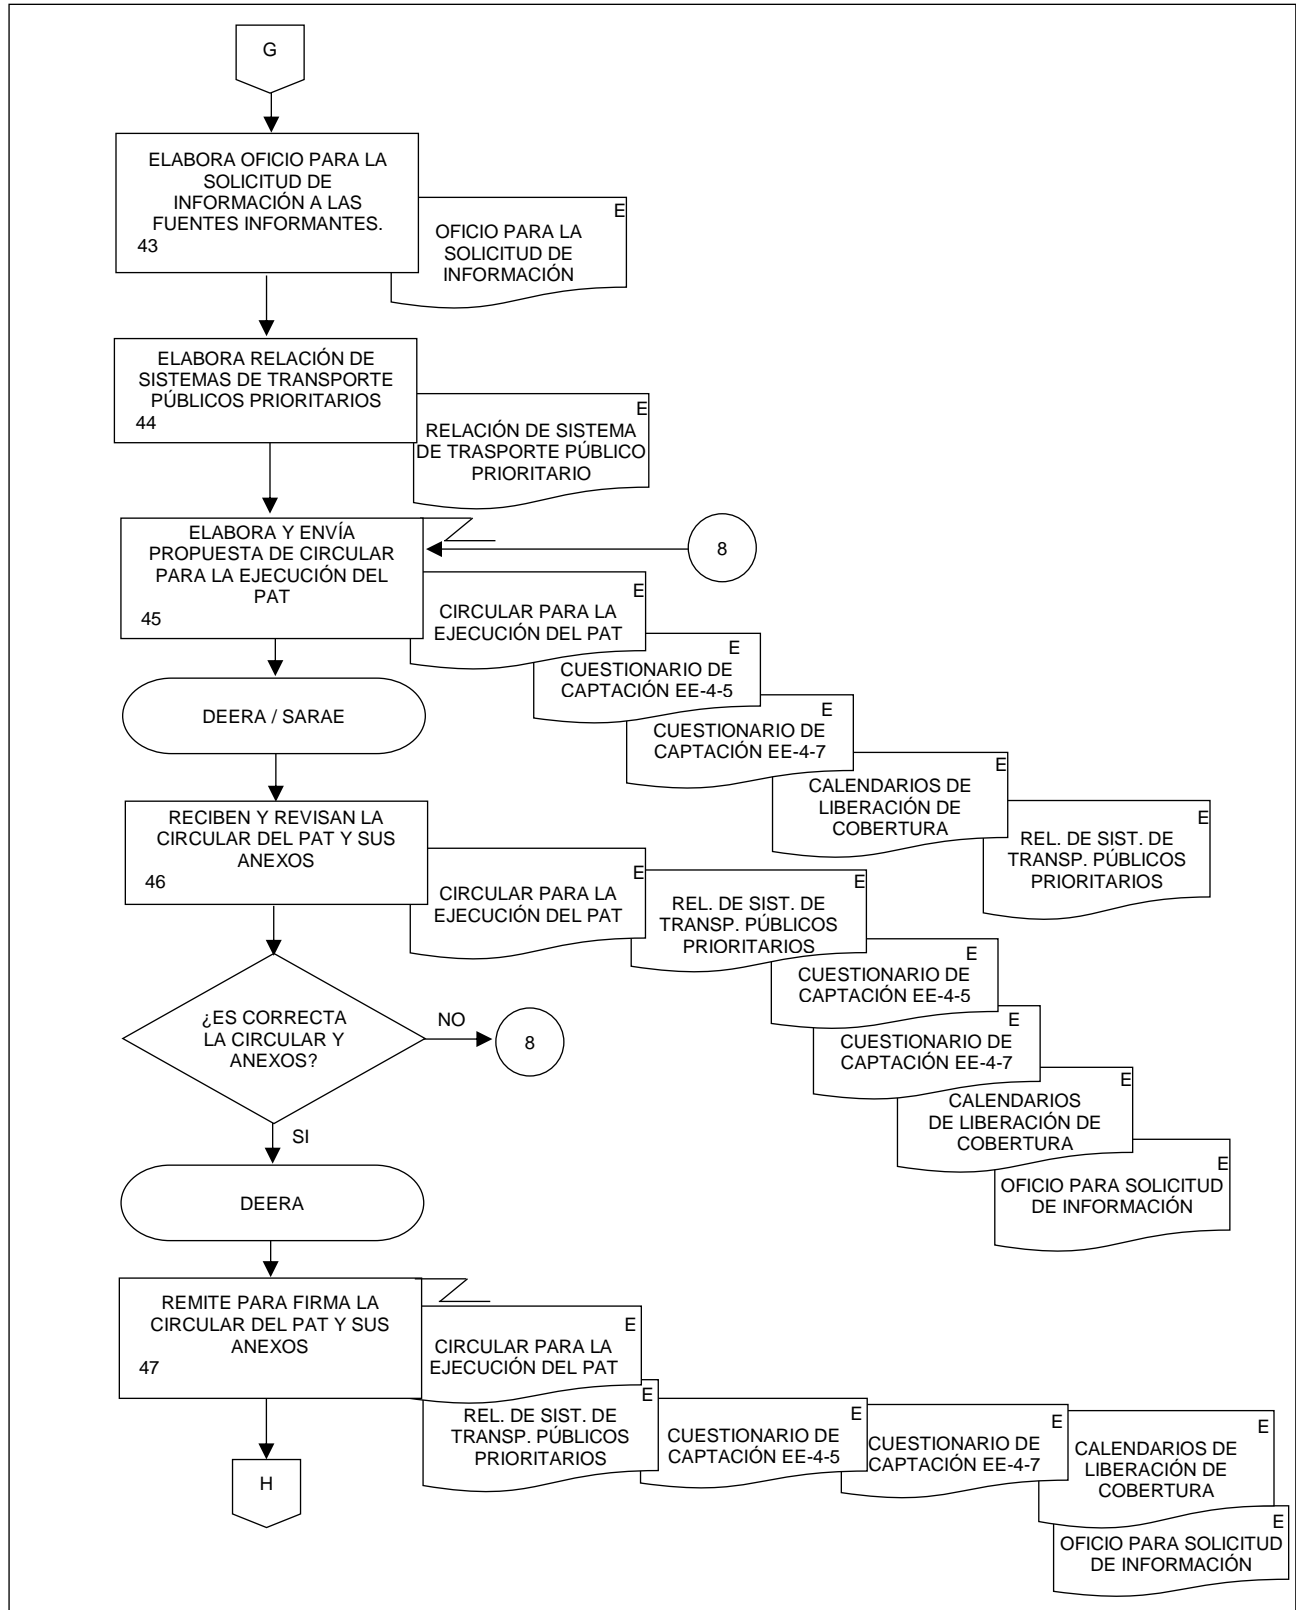 G
ELABORA OFICIO PARA LA
SOLICITUD DE
INFORMACIÓN A LAS
FUENTES INFORMANTES.
43
E
OFICIO PARA LA
SOLICITUD DE
INFORMACIÓN
ELABORA RELACIÓN DE
SISTEMAS DE TRANSPORTE
PÚBLICOS PRIORITARIOS
44
E
RELACIÓN DE SISTEMA
DE TRASPORTE PÚBLICO
PRIORITARIO
ELABORA Y ENVÍA
PROPUESTA DE CIRCULAR
PARA LA EJECUCIÓN DEL
PAT
45
8
E
CIRCULAR PARA LA
EJECUCIÓN DEL PAT
E
CUESTIONARIO DE
CAPTACIÓN EE-4-5
E
CUESTIONARIO DE
CAPTACIÓN EE-4-7
E
CALENDARIOS DE
LIBERACIÓN DE
COBERTURA
E
REL. DE SIST. DE
TRANSP. PÚBLICOS
PRIORITARIOS
DEERA / SARAE
RECIBEN Y REVISAN LA
CIRCULAR DEL PAT Y SUS
ANEXOS
46
E
CIRCULAR PARA LA
EJECUCIÓN DEL PAT
E
REL. DE SIST. DE
TRANSP. PÚBLICOS
PRIORITARIOS
E
CUESTIONARIO DE
CAPTACIÓN EE-4-5
E
CUESTIONARIO DE
CAPTACIÓN EE-4-7
E
CALENDARIOS
DE LIBERACIÓN DE
COBERTURA
E
OFICIO PARA SOLICITUD
DE INFORMACIÓN
¿ES CORRECTA
LA CIRCULAR Y
ANEXOS?
NO
8
SI
DEERA
REMITE PARA FIRMA LA
CIRCULAR DEL PAT Y SUS
ANEXOS
47
E
CIRCULAR PARA LA
EJECUCIÓN DEL PAT
E
REL. DE SIST. DE
TRANSP. PÚBLICOS
PRIORITARIOS
E
CUESTIONARIO DE
CAPTACIÓN EE-4-5
E
CUESTIONARIO DE
CAPTACIÓN EE-4-7
E
CALENDARIOS DE
LIBERACIÓN DE
COBERTURA
E
OFICIO PARA SOLICITUD
DE INFORMACIÓN
H